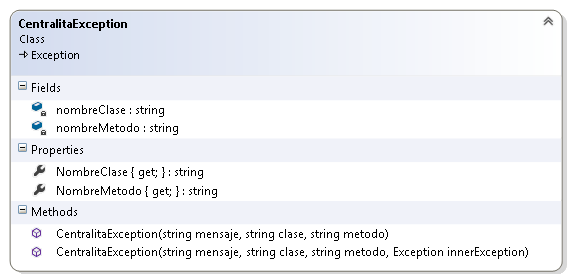 CentralitaException
Class
Exception
Fields
nombreClase : string
nombreMetodo : string
Properties
NombreClase { get; } : string
NombreMetodo { get; } : string
Methods
CentralitaException(string mensaje, string clase, string metodo)
CentralitaException(string mensaje, string clase, string metodo, Exception innerException)